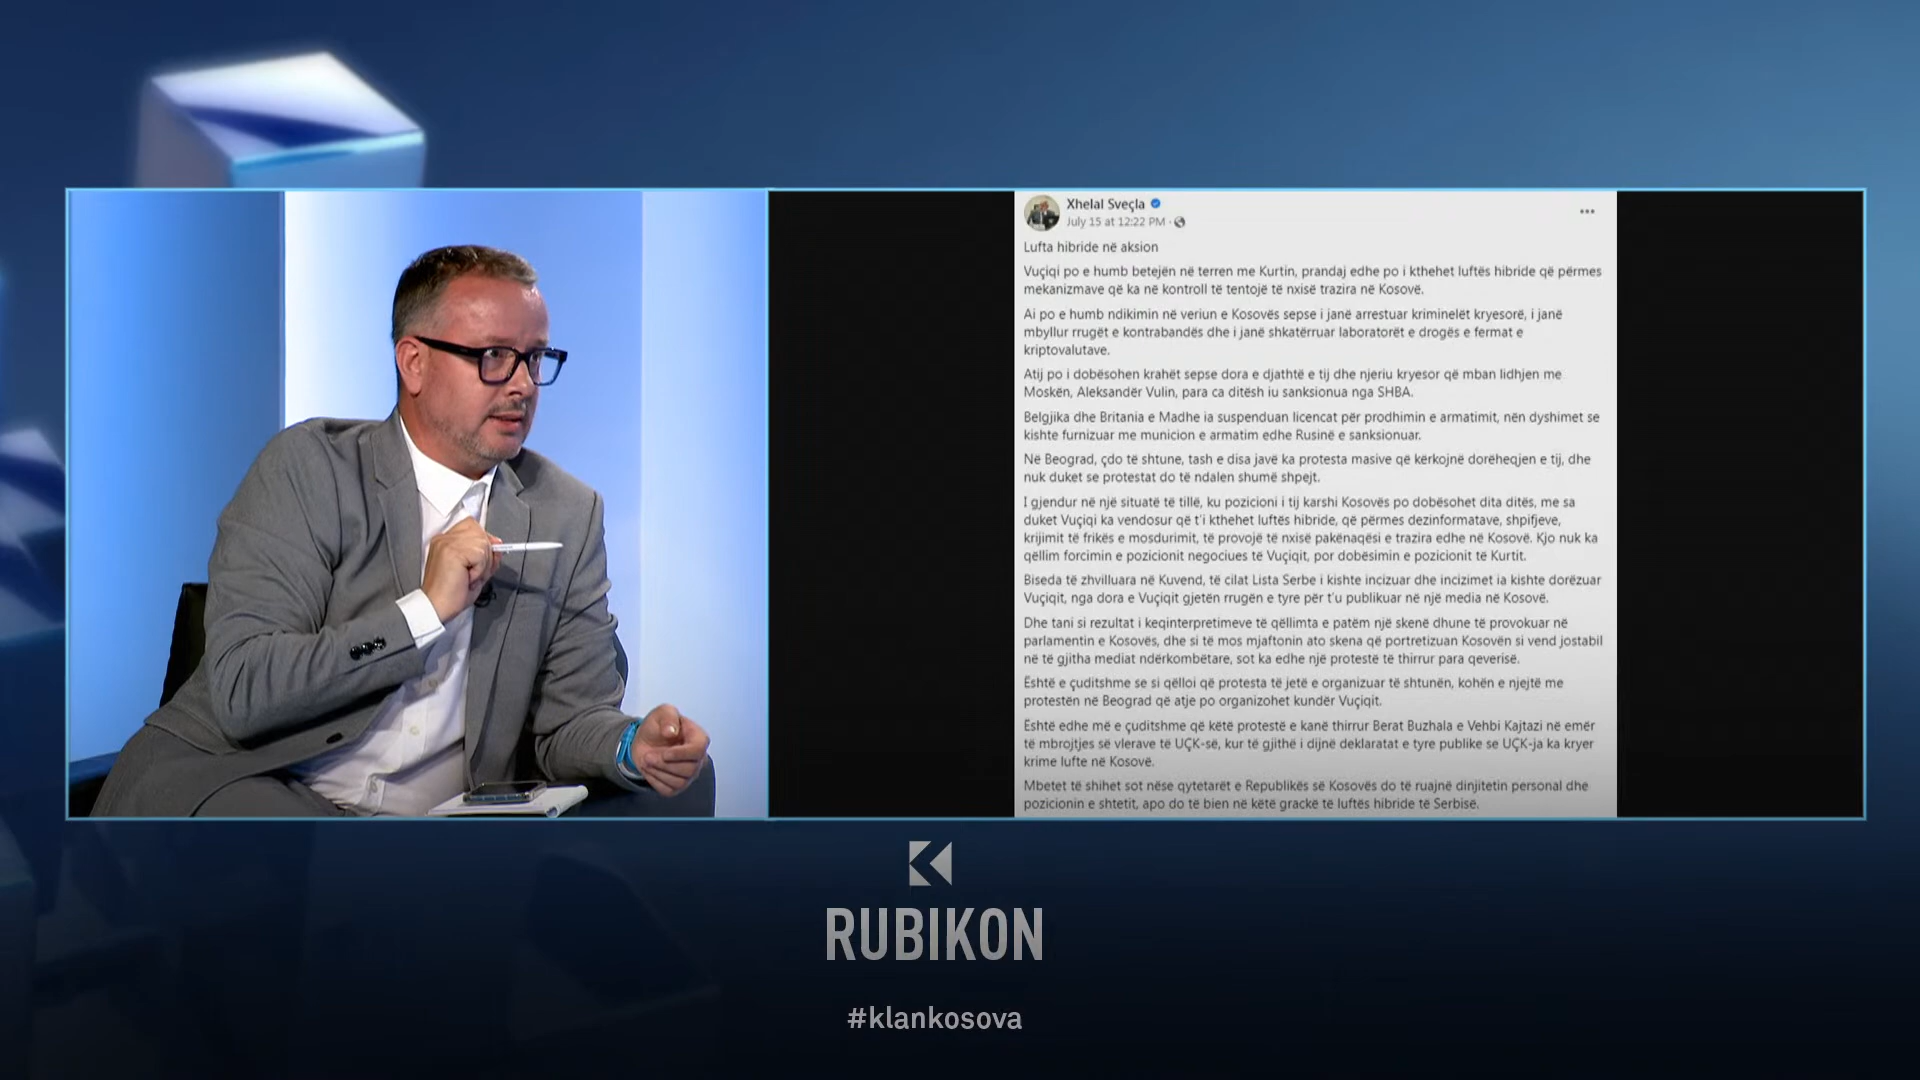 Xhelal Sveçla
July 15 at 12:22 PM ·
Lufta hibride në aksion
Vuçiqi po e humb betejën në terren me Kurtin, prandaj edhe po i kthehet luftës hibride që përmes
mekanizmave që ka në kontroll të tentojë të nxisë trazira në Kosovë.
Ai po e humb ndikimin në veriun e Kosovës sepse i janë arrestuar kriminelët kryesorë, i janë
mbyllur rrugët e kontrabandës dhe i janë shkatërruar laboratorët e drogës e fermat e
kriptovalutave.
Atij po i dobësohen krahët sepse dora e djathtë e tij dhe njeriu kryesor që mban lidhjen me
Moskën, Aleksandër Vulin, para ca ditësh iu sanksionua nga SHBA.
Belgjika dhe Britania e Madhe ia suspenduan licencat për prodhimin e armatimit, nën dyshimet se
kishte furnizuar me municion e armatim edhe Rusinë e sanksionuar.
Në Beograd, çdo të shtune, tash e disa javë ka protesta masive që kërkojnë dorëheqjen e tij, dhe
nuk duket se protestat do të ndalen shumë shpejt.
I gjendur në një situatë të tillë, ku pozicioni i tij karshi Kosovës po dobësohet dita ditës, me sa
duket Vuçiqi ka vendosur që t'i kthehet luftës hibride, që përmes dezinformatave, shpifjeve,
krijimit të frikës e mosdurimit, të provojë të nxisë pakënaqësi e trazira edhe në Kosovë. Kjo nuk ka
qëllim forcimin e pozicionit negociues të Vuçiqit, por dobësimin e pozicionit të Kurtit.
Biseda të zhvilluara në Kuvend, të cilat Lista Serbe i kishte incizuar dhe incizimet ia kishte dorëzuar
Vuçiqit, nga dora e Vuçiqit gjetën rrugën e tyre për t'u publikuar në një media në Kosovë.
Dhe tani si rezultat i keqinterpretimeve të qëllimta e patëm një skenë dhune të provokuar në
parlamentin e Kosovës, dhe si të mos mjaftonin ato skena që portretizuan Kosovën si vend jostabil
në të gjitha mediat ndërkombëtare, sot ka edhe një protestë të thirrur para qeverisë.
Është e çuditshme se si qëlloi që protesta të jetë e organizuar të shtunën, kohën e njejtë me
protestën në Beograd që atje po organizohet kundër Vuçiqit.
Është edhe më e çuditshme që këtë protestë e kanë thirrur Berat Buzhala e Vehbi Kajtazi në emër
të mbrojtjes së vlerave të UÇK-së, kur të gjithë i dijnë deklaratat e tyre publike se UÇK-ja ka kryer
krime lufte në Kosovë.
Mbetet të shihet sot nëse qytetarët e Republikës së Kosovës do të ruajnë dinjitetin personal dhe
pozicionin e shtetit, apo do të bien në këtë grackë të luftës hibride të Serbisë.
RUBIKON
#klankosova